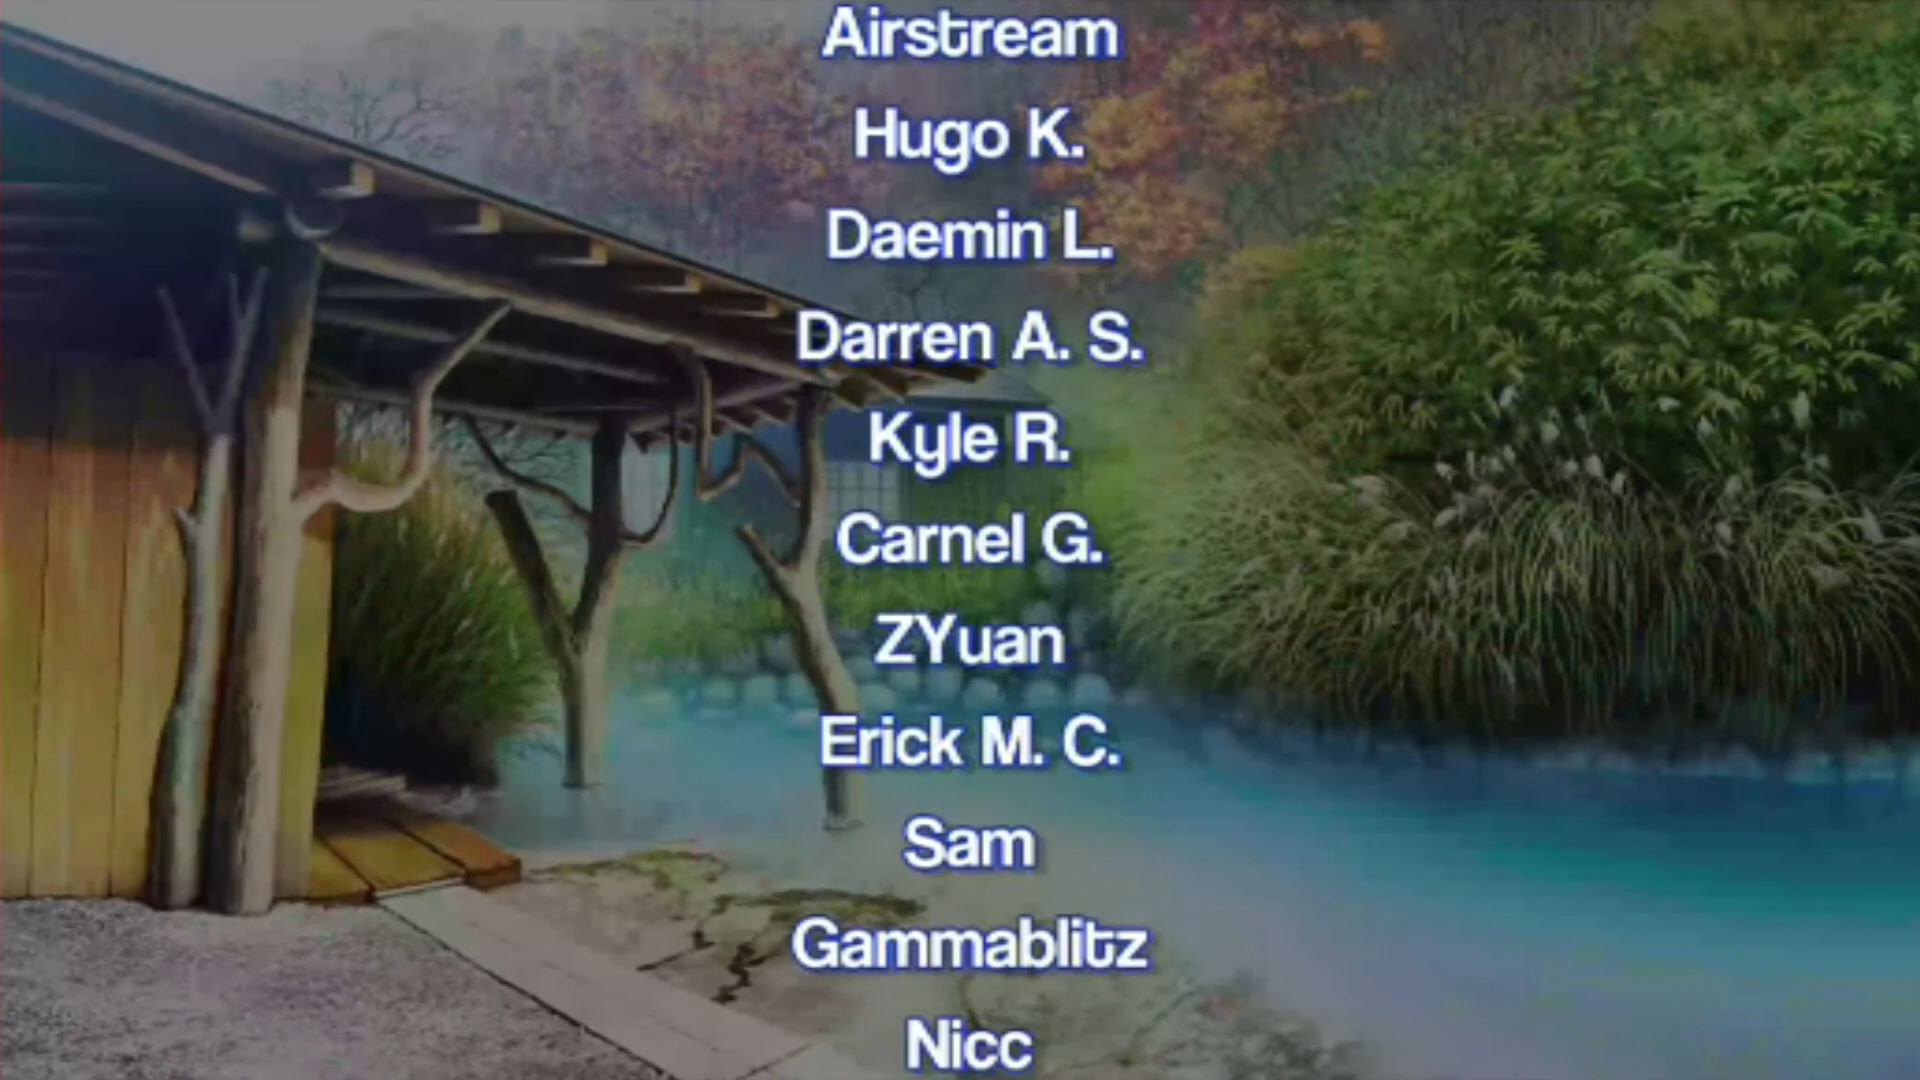 Airstream
Hugo K.
Daemin L.
Darren A. S.
Kyle R.
Carnel G.
ZYuan
Erick M. C.
Sam
Gammablitz
Nicc